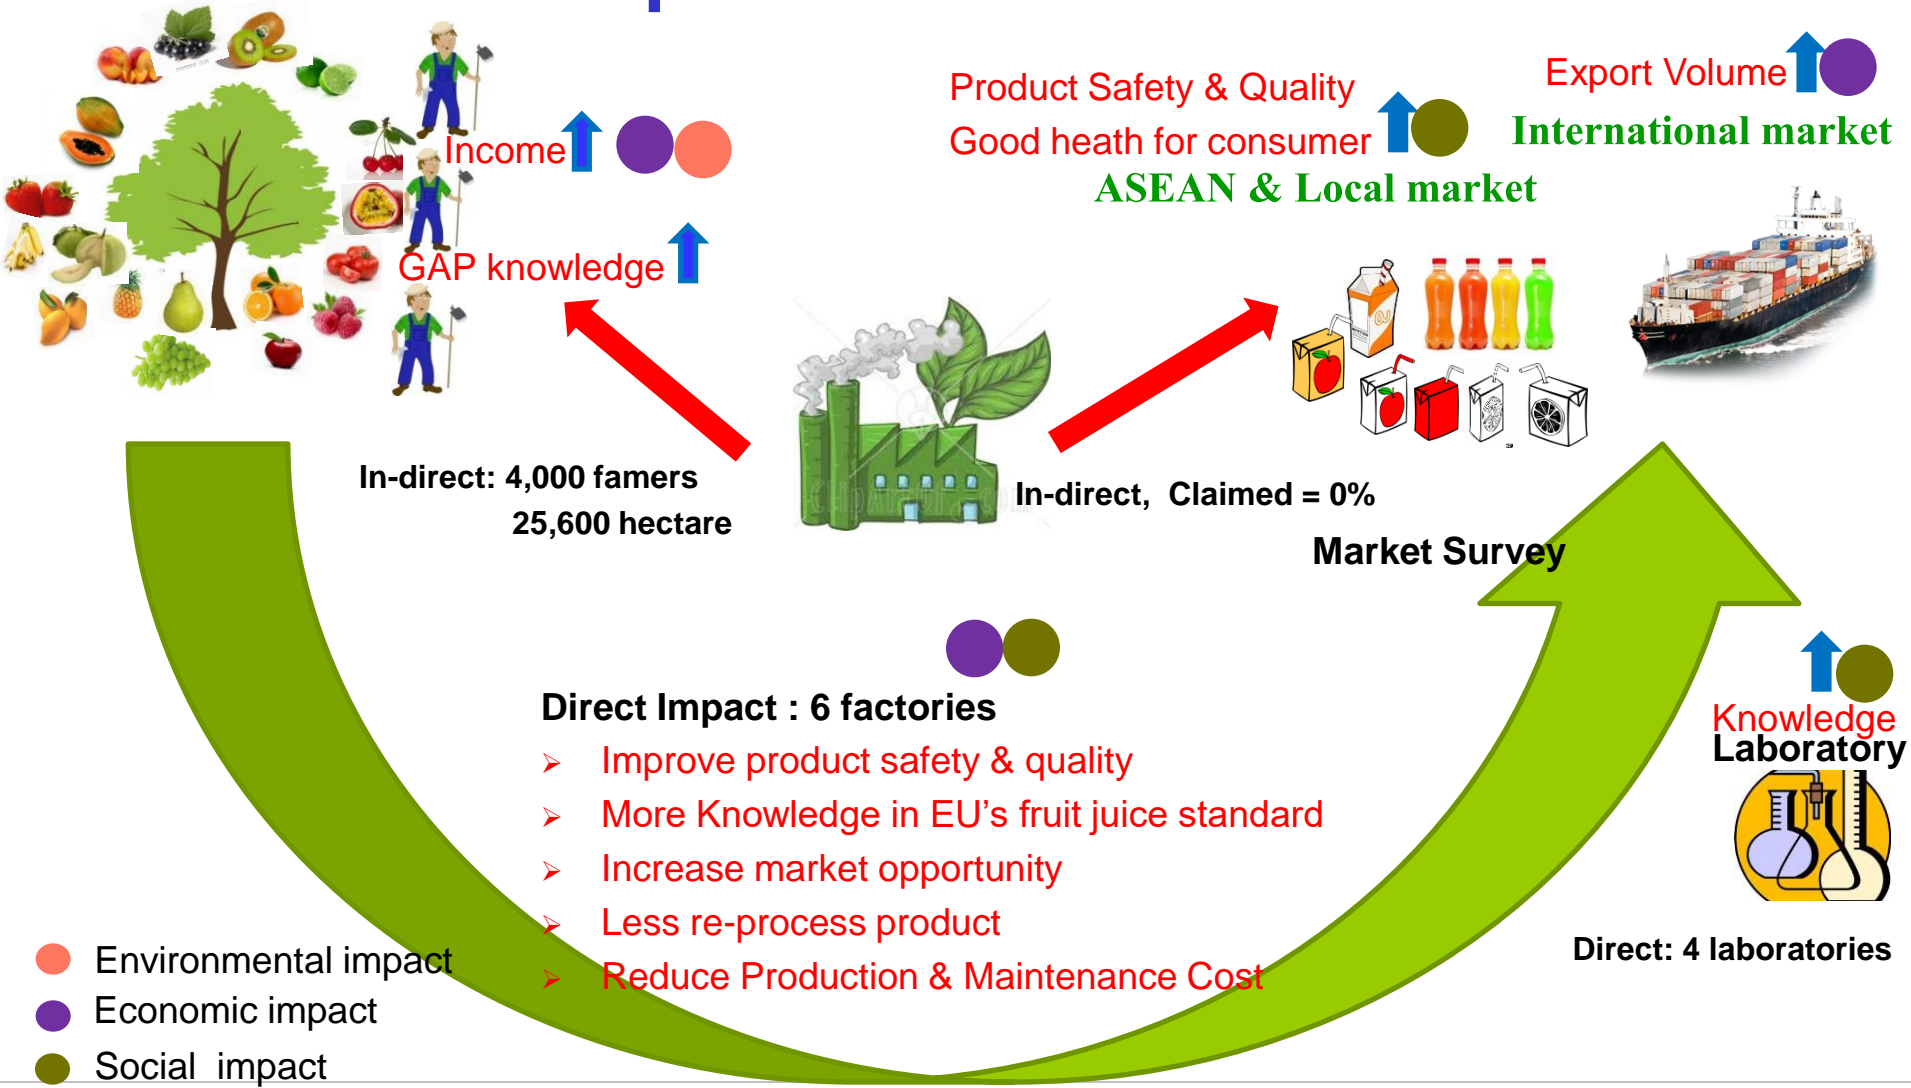 Income
GAP knowledge
Product Safety & Quality
Good heath for consumer
ASEAN & Local market
Export Volume
International market
In-direct: 4,000 famers
25,600 hectare
In-direct, Claimed = 0%
Market Survey
Direct Impact : 6 factories
➢ Improve product safety & quality
➢ More Knowledge in EU's fruit juice standard
➢ Increase market opportunity
➢ Less re-process product
➢ Reduce Production & Maintenance Cost
Knowledge
Laboratory
Direct: 4 laboratories
Environmental impact
Economic impact
Social impact